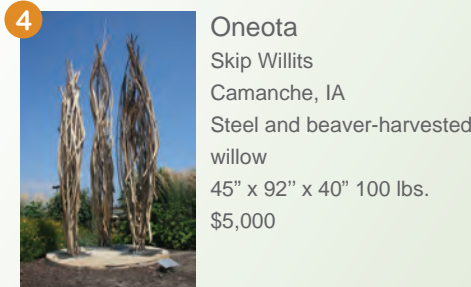 4
Oneota
Skip Willits
Camanche, IA
Steel and beaver-harvested
willow
45” x 92’’ x 40” 100 lbs.
$5,000